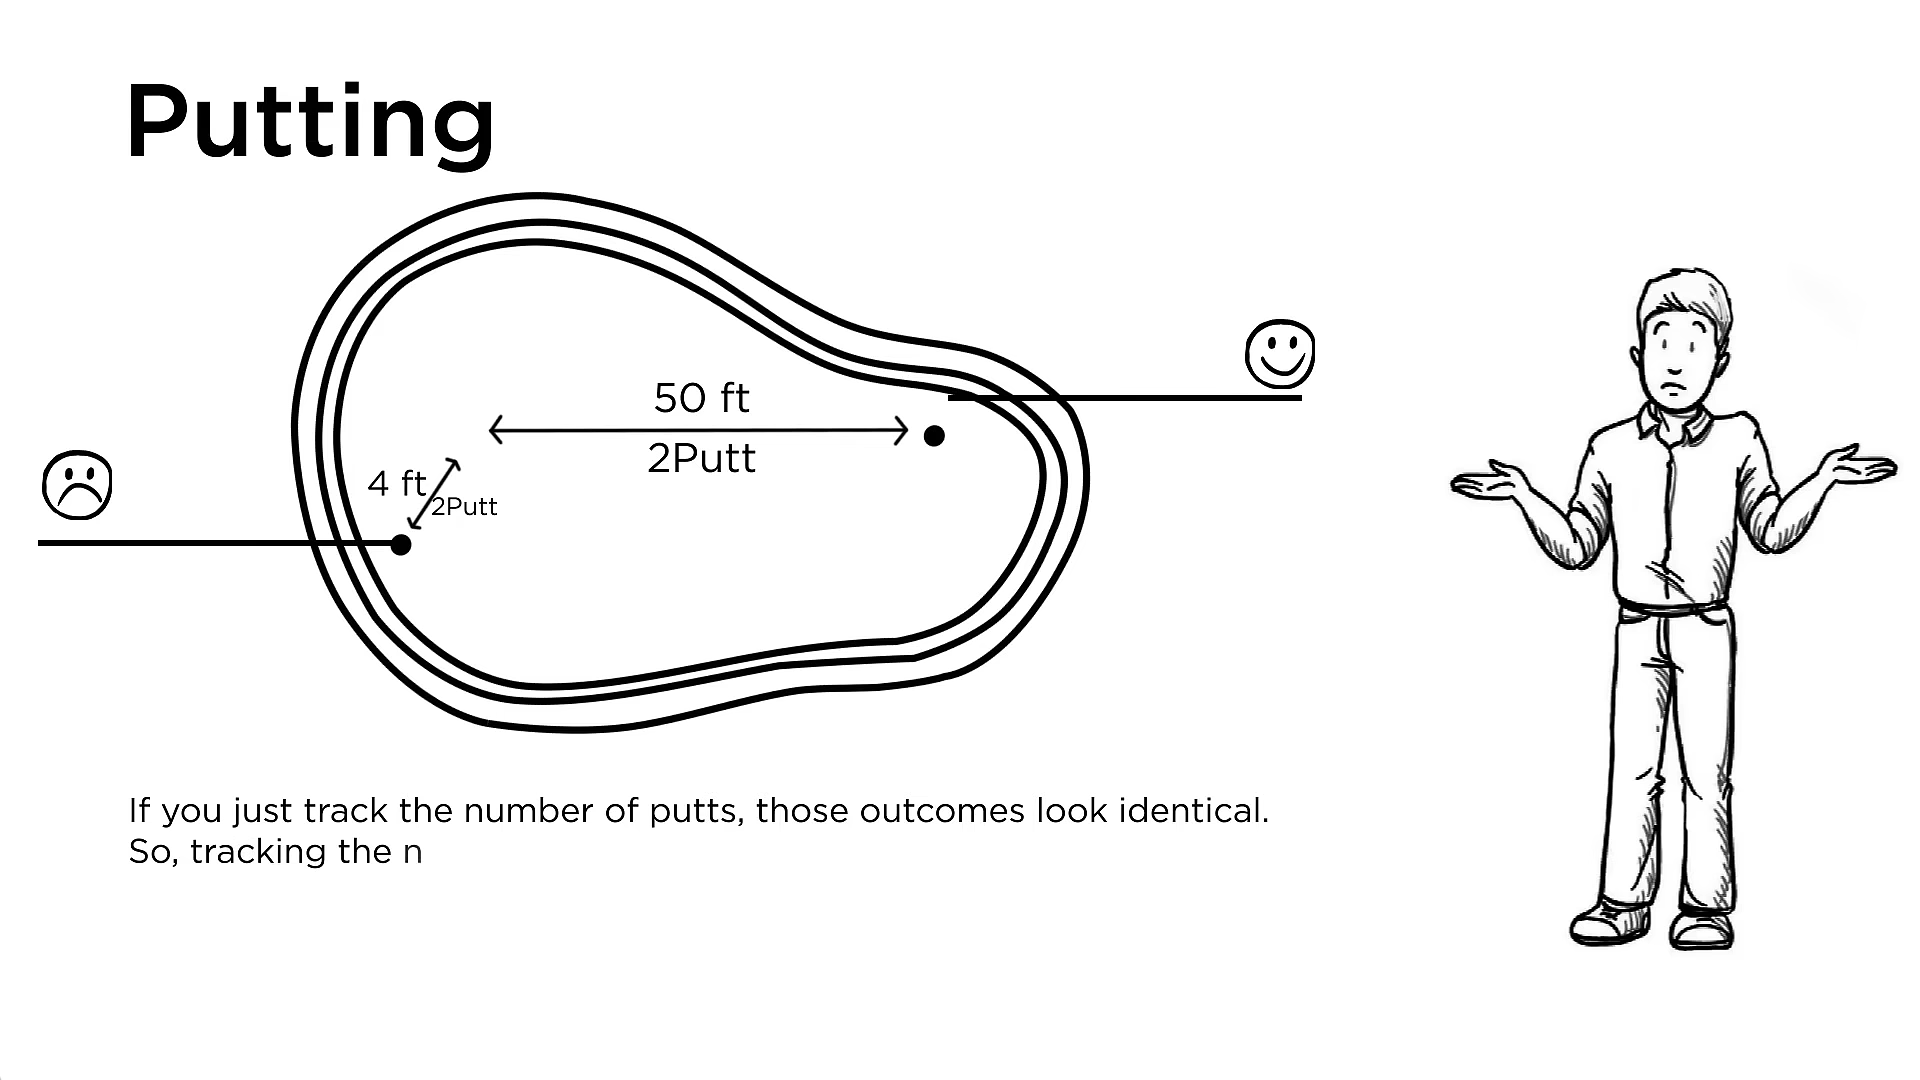 Putting
50 ft
2Putt
4 ft
2Putt
If you just track the number of putts, those outcomes look identical.
So, tracking the n